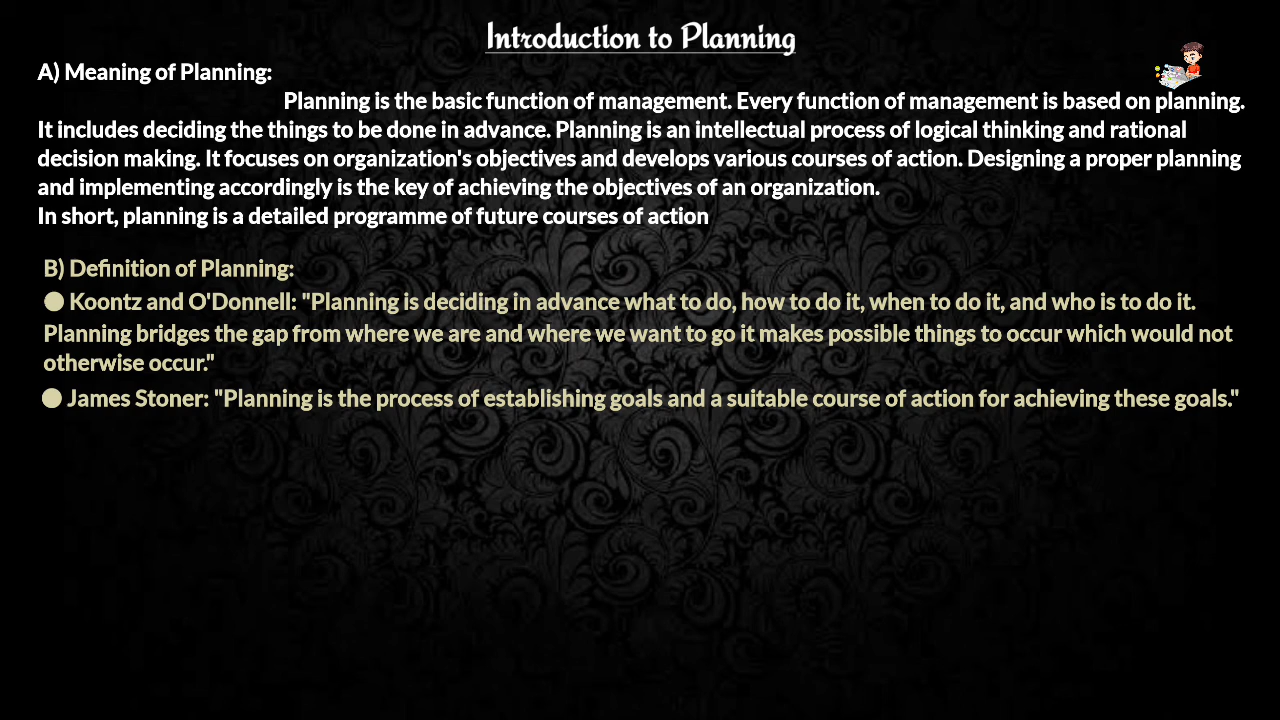 Introduction to Planning
A) Meaning of Planning:
Planning is the basic function of management. Every function of management is based on planning.
It includes deciding the things to be done in advance. Planning is an intellectual process of logical thinking and rational
decision making. It focuses on organization's objectives and develops various courses of action. Designing a proper planning
and implementing accordingly is the key of achieving the objectives of an organization.
In short, planning is a detailed programme of future courses of action
B) Definition of Planning:
● Koontz and O'Donnell: "Planning is deciding in advance what to do, how to do it, when to do it, and who is to do it.
Planning bridges the gap from where we are and where we want to go it makes possible things to occur which would not
otherwise occur."
● James Stoner: "Planning is the process of establishing goals and a suitable course of action for achieving these goals."